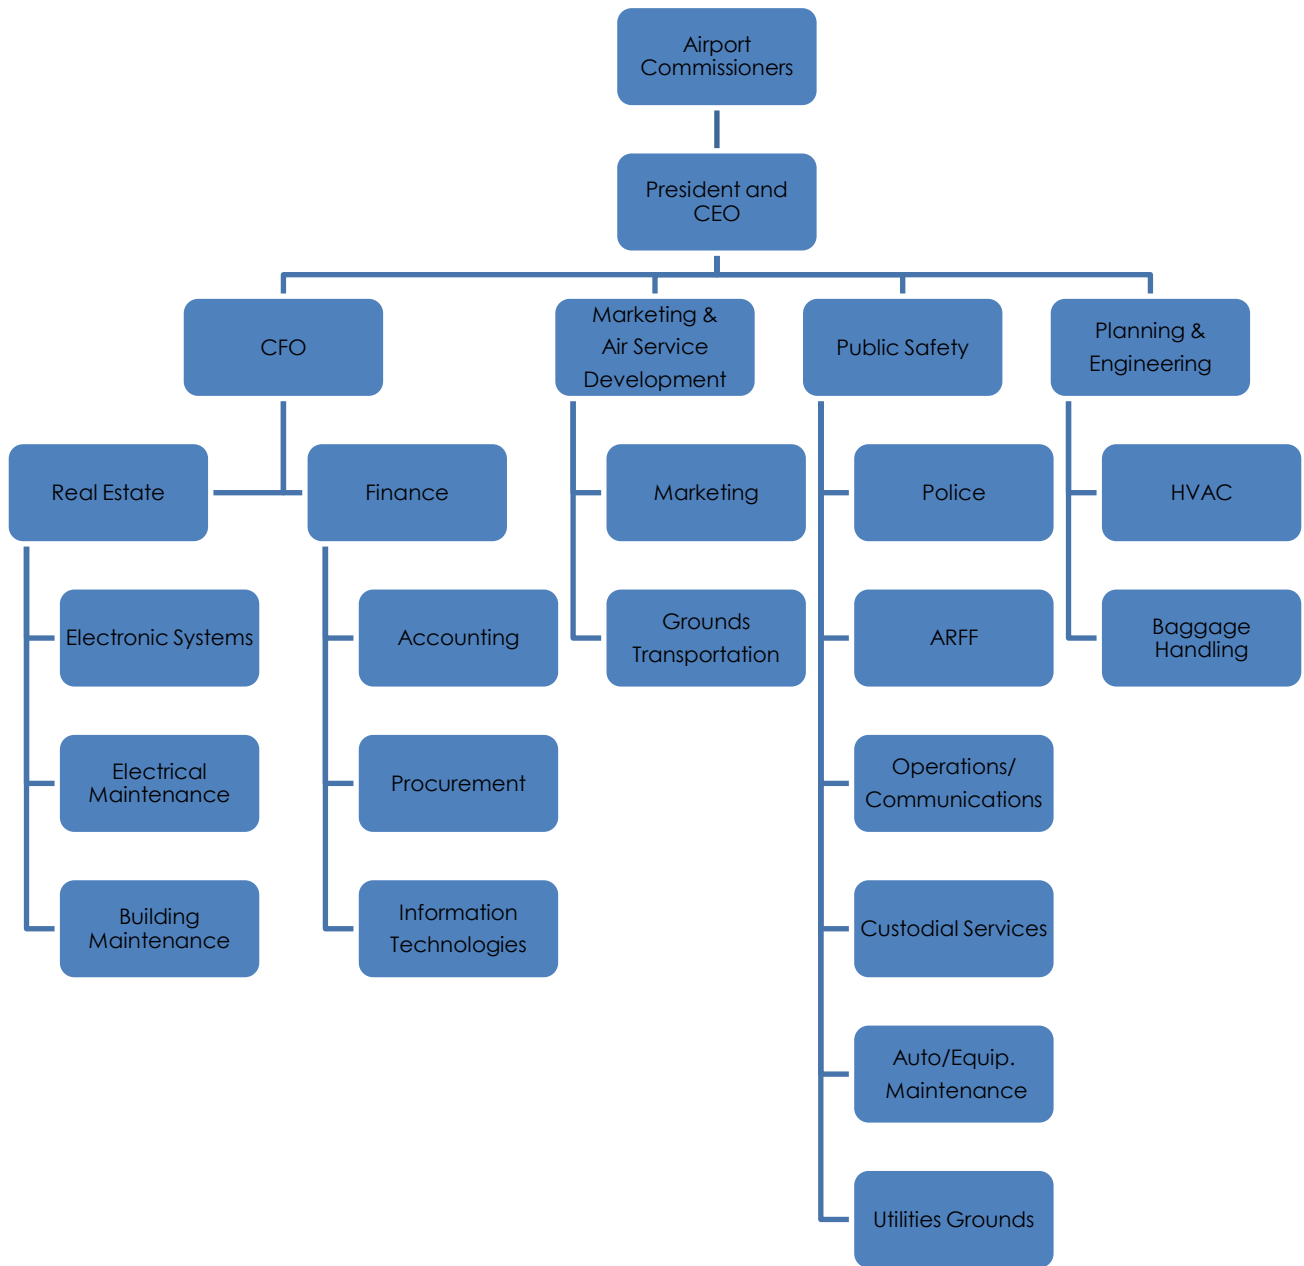 Airport
Commissioners
President and
CEO
CFO
Marketing &
Air Service
Development
Public Safety
Planning &
Engineering
Real Estate
Finance
Marketing
Police
HVAC
Electronic Systems
Accounting
Grounds
Transportation
ARFF
Baggage
Handling
Electrical
Maintenance
Procurement
Operations/
Communications
Building
Maintenance
Information
Technologies
Custodial Services
Auto/Equip.
Maintenance
Utilities Grounds